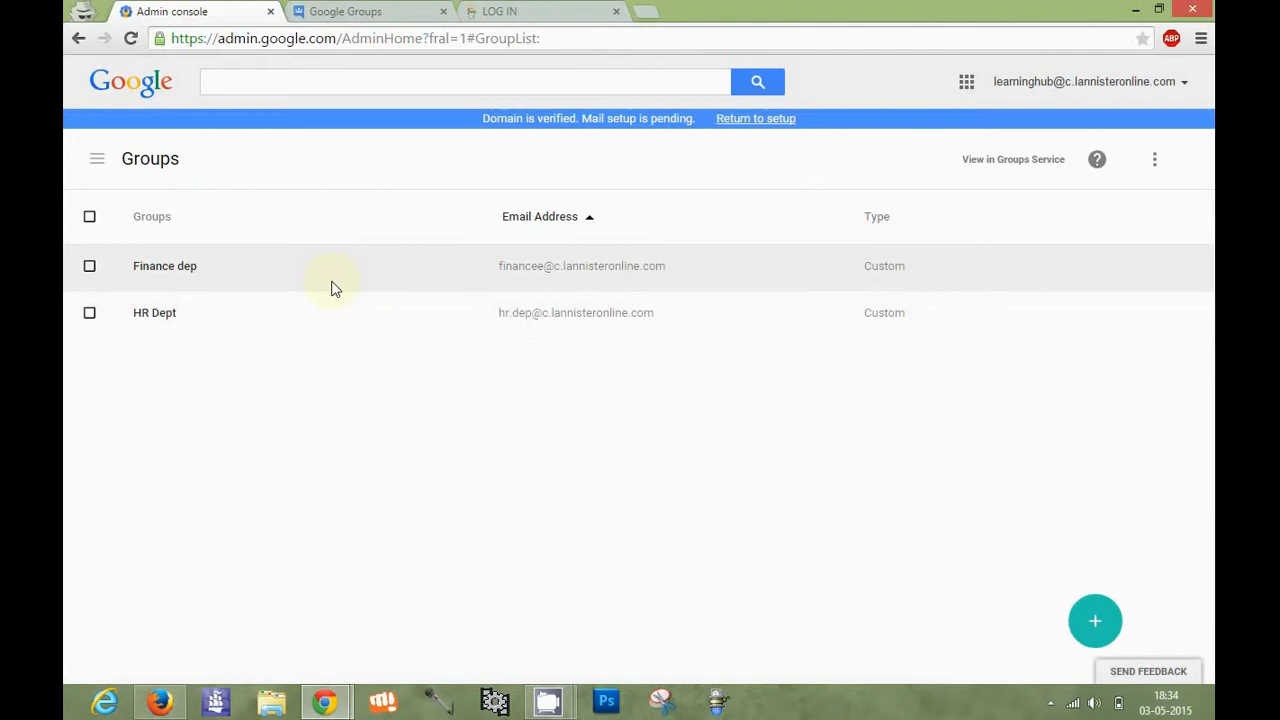 Admin console
Google Groups
LOG IN
https://admin.google.com/AdminHome?fral=1#GroupList:
ABP
Google
learninghub@c.lannisteronline.com
Domain is verified. Mail setup is pending. Return to setup
Groups
View in Groups Service
Groups Email Address Type
Finance dep financee@c.lannisteronline.com Custom
HR Dept hr.dep@c.lannisteronline.com Custom
SEND FEEDBACK
Ps
18:34
03-05-2015